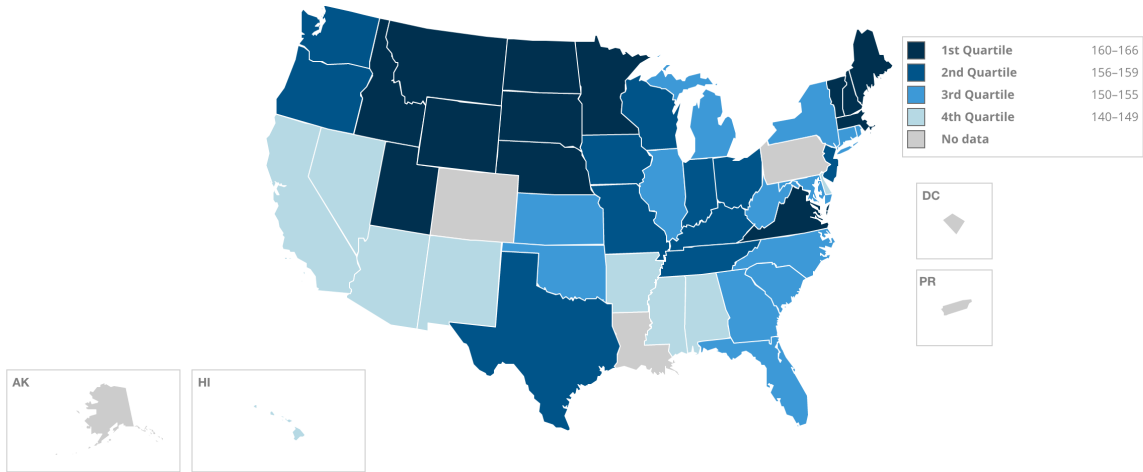 1st Quartile 160–166
2nd Quartile 156–159
3rd Quartile 150–155
4th Quartile 140–149
No data
DC
PR
AK
HI